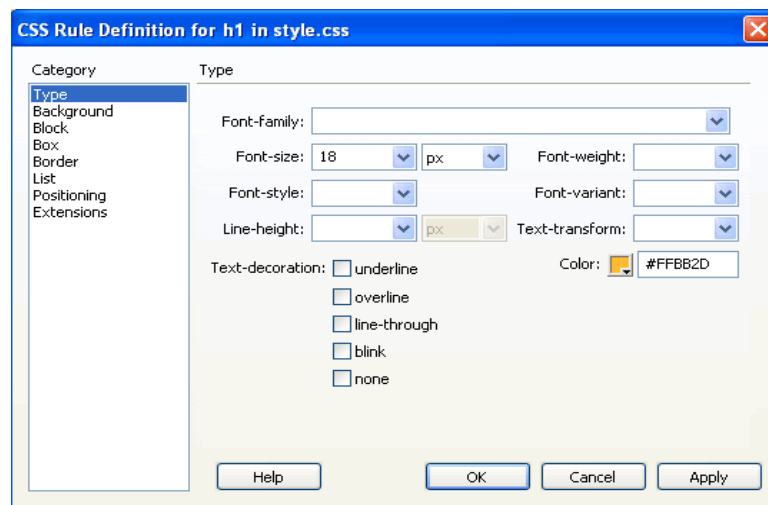 CSS Rule Definition for h1 in style.css
Category
Type
Type
Background
Block
Box
Border
List
Positioning
Extensions
Font-family:
Font-size: 18 px Font-weight:
Font-style: Font-variant:
Line-height: px Text-transform:
Text-decoration: underline Color: #FFBB2D
overline
line-through
blink
none
Help OK Cancel Apply